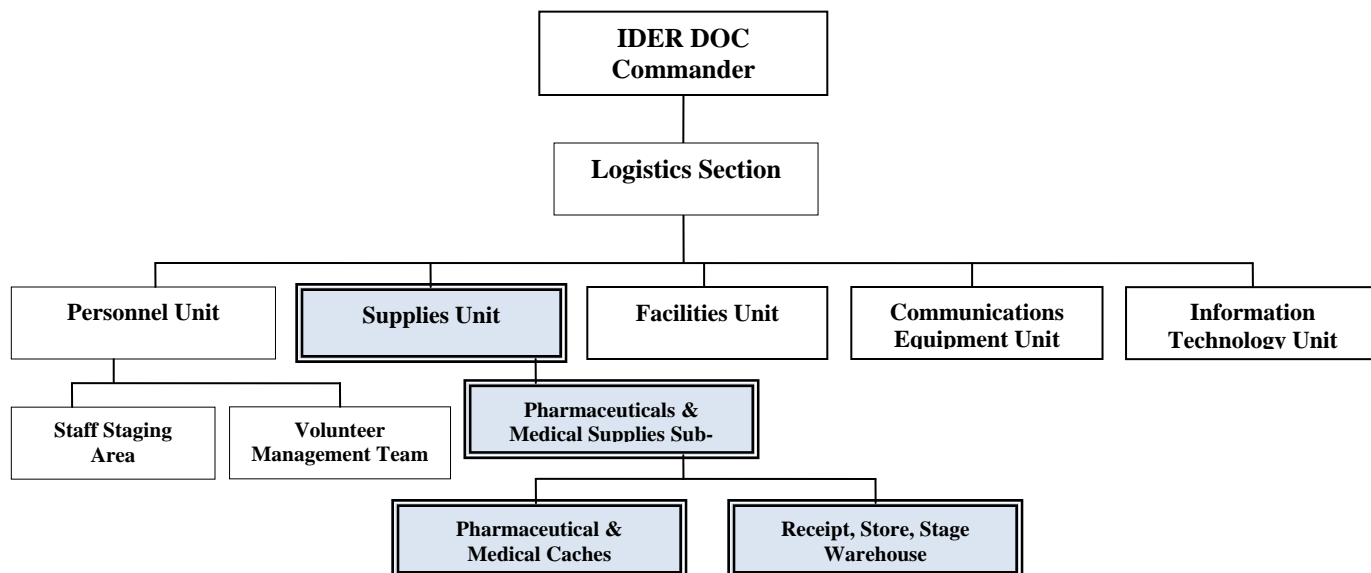 IDER DOC
Commander
Logistics Section
Personnel Unit
Supplies Unit
Facilities Unit
Communications
Equipment Unit
Information
Technology Unit
Staff Staging
Area
Volunteer
Management Team
Pharmaceuticals &
Medical Supplies Sub-
Pharmaceutical &
Medical Caches
Receipt, Store, Stage
Warehouse